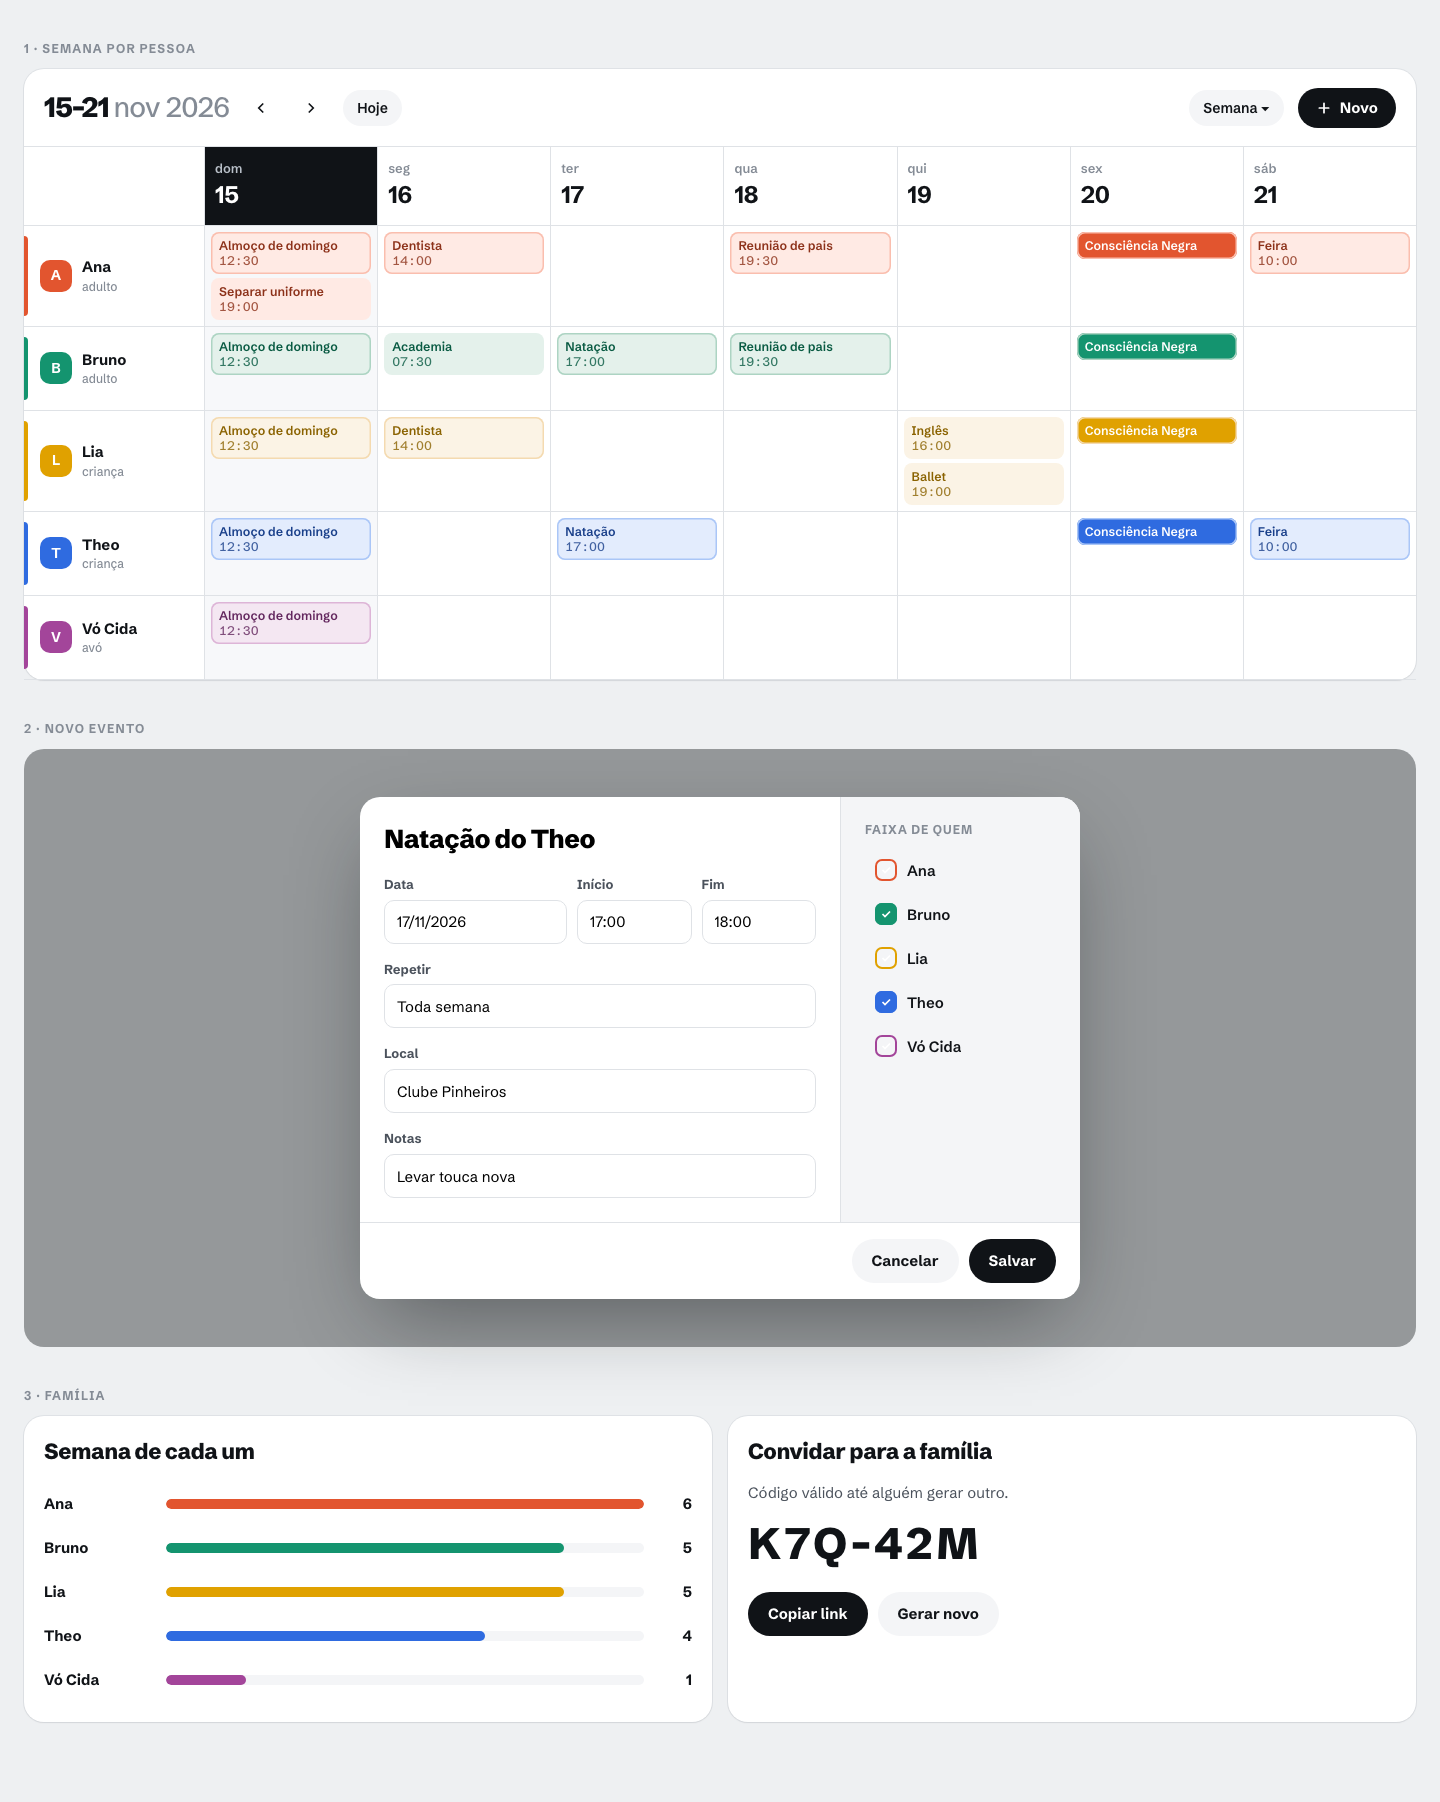 1 · SEMANA POR PESSOA
15–21 nov 2026
Hoje
Semana
+ Novo
dom
15
seg
16
ter
17
qua
18
qui
19
sex
20
sáb
21
A
Ana
adulto
Almoço de domingo
12:30
Separar uniforme
19:00
Dentista
14:00
Reunião de pais
19:30
Consciência Negra
Feira
10:00
B
Bruno
adulto
Almoço de domingo
12:30
Academia
07:30
Natação
17:00
Reunião de pais
19:30
Consciência Negra
L
Lia
criança
Almoço de domingo
12:30
Dentista
14:00
Inglês
16:00
Ballet
19:00
Consciência Negra
T
Theo
criança
Almoço de domingo
12:30
Natação
17:00
Consciência Negra
Feira
10:00
V
Vó Cida
avó
Almoço de domingo
12:30
2 · NOVO EVENTO
Natação do Theo
Data
17/11/2026
Início
17:00
Fim
18:00
Repetir
Toda semana
Local
Clube Pinheiros
Notas
Levar touca nova
FAIXA DE QUEM
Ana
Bruno
Lia
Theo
Vó Cida
Cancelar
Salvar
3 · FAMÍLIA
Semana de cada um
Ana 6
Bruno 5
Lia 5
Theo 4
Vó Cida 1
Convidar para a família
Código válido até alguém gerar outro.
K7Q-42M
Copiar link
Gerar novo